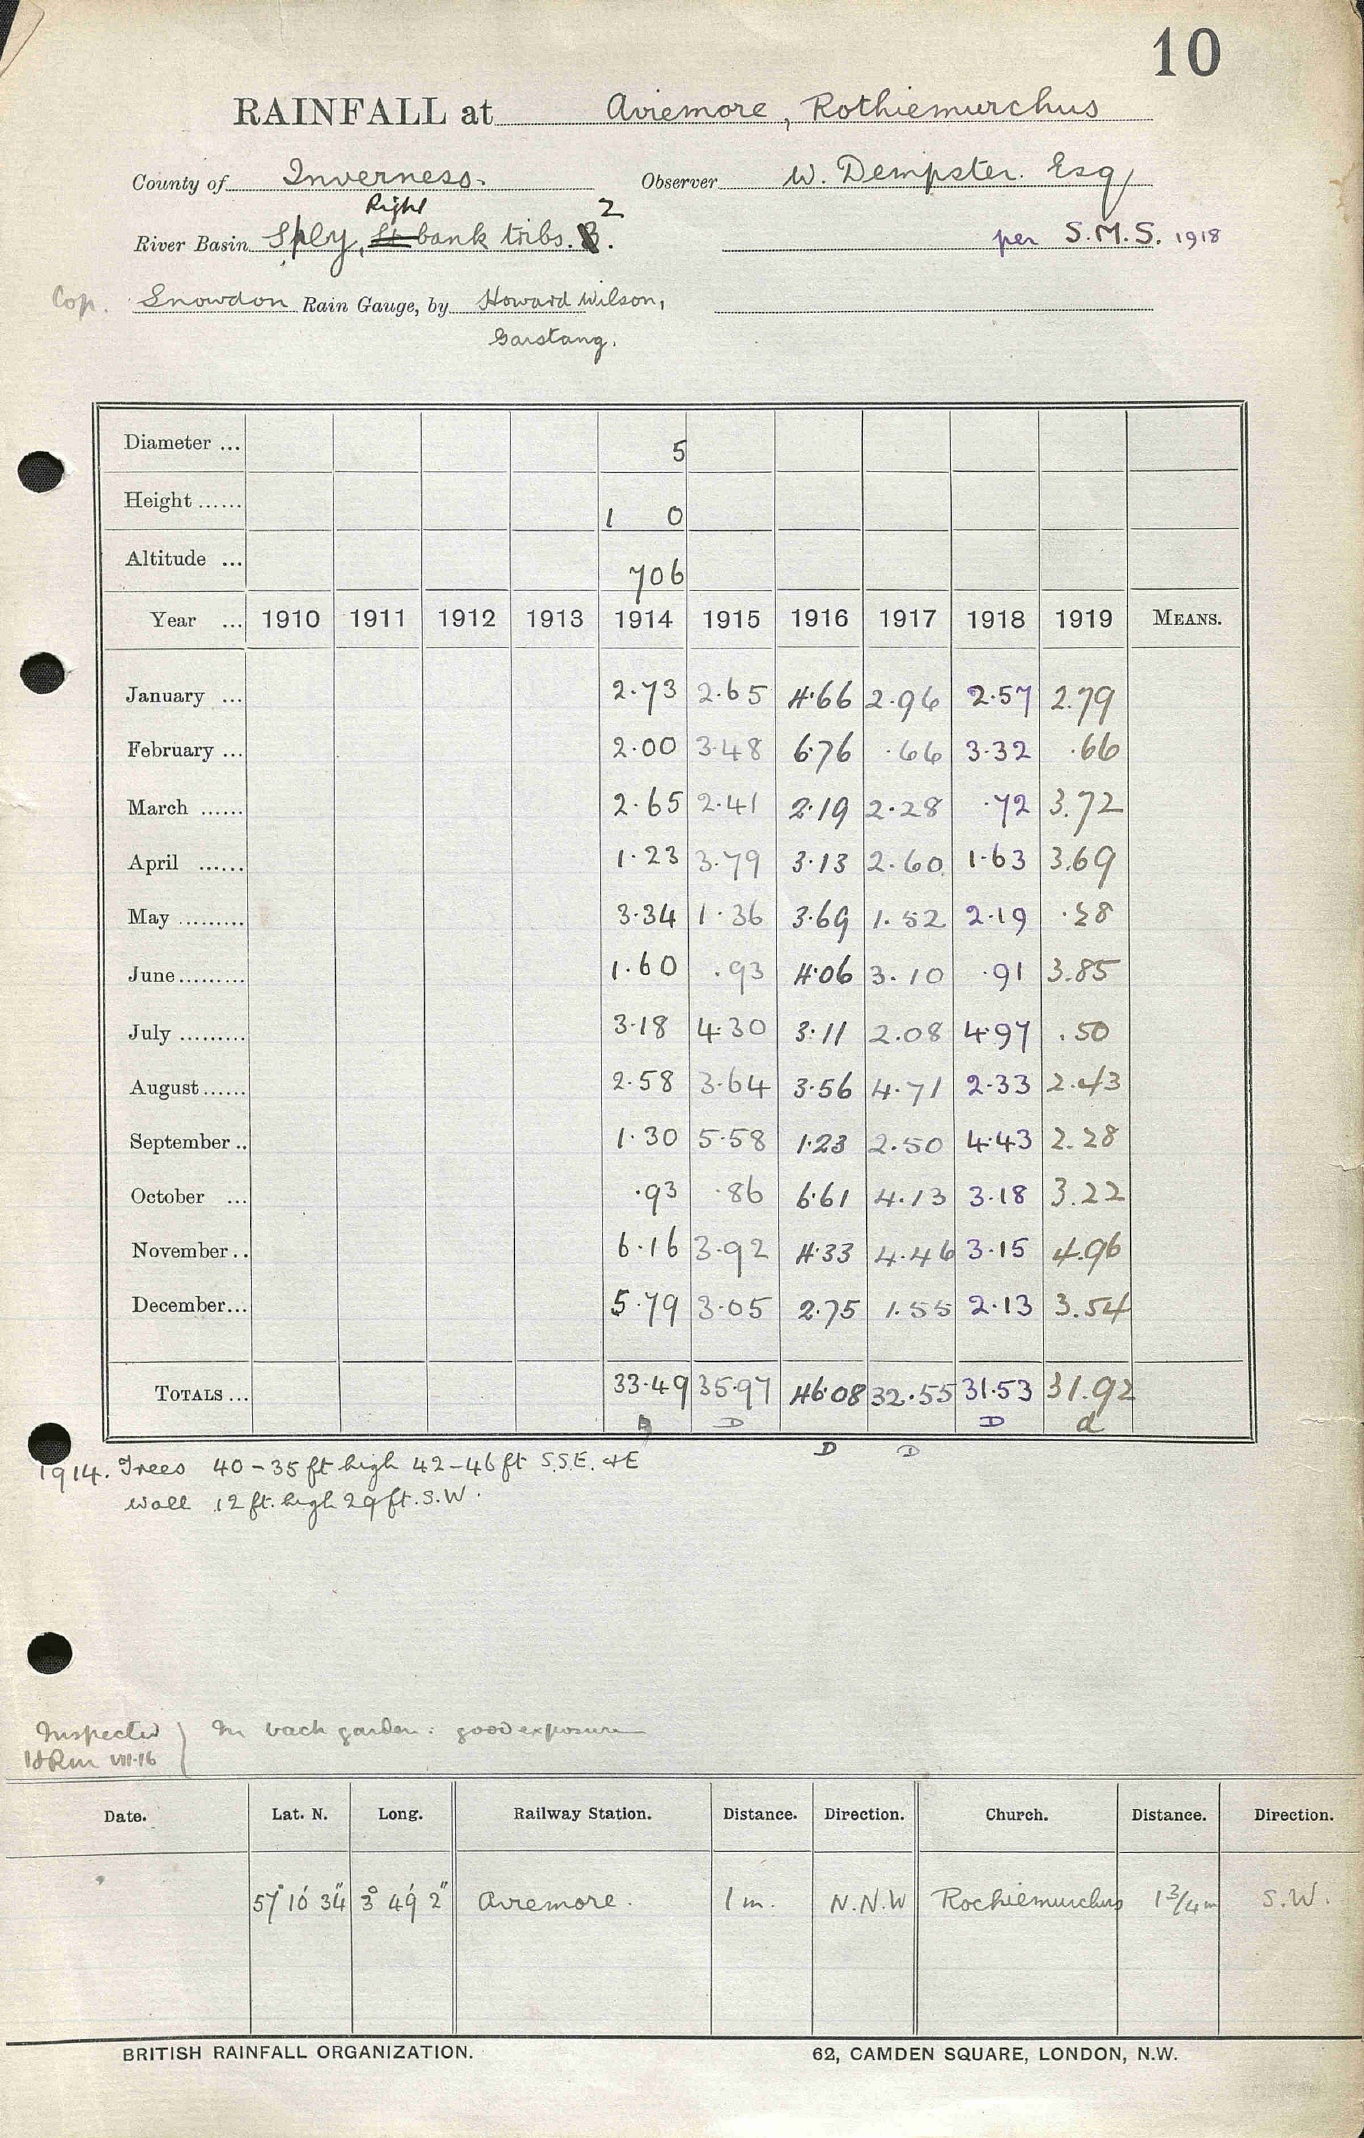 10
RAINFALL at Aviemore, Rothiemurchus
County of Inverness. Observer W. Dempster. Esq
Right 2
River Basin Spey, bank tribs. per S.M.S. 1918
Cop. Snowdon Rain Gauge, by Howard Wilson,
Garstang.
Diameter ... 5
Height ...... 1 0
Altitude ... 706
Year ... 1910 1911 1912 1913 1914 1915 1916 1917 1918 1919 MEANS.
January ... 2.73 2.65 4.66 2.96 2.57 2.79
February ... 2.00 3.48 6.76 .66 3.32 .66
March ...... 2.65 2.41 2.19 2.28 .72 3.72
April ...... 1.23 3.79 3.13 2.60 1.63 3.69
May ......... 3.34 1.36 3.69 1.52 2.19 .28
June......... 1.60 .93 4.06 3.10 .91 3.85
July ......... 3.18 4.30 3.11 2.08 4.97 .50
August...... 2.58 3.64 3.56 4.71 2.33 2.43
September .. 1.30 5.58 1.23 2.50 4.43 2.28
October ... .93 .86 6.61 4.13 3.18 3.22
November .. 6.16 3.92 4.33 4.46 3.15 4.96
December... 5.79 3.05 2.75 1.55 2.13 3.54
TOTALS ... 33.49 35.97 46.08 32.55 31.53 31.92
D D d
D D
1914. Trees 40-35 ft high 42-46 ft S.S.E. & E
Wall 12 ft. high 29 ft. S.W.
Inspected } In back garden: good exposure
VIII.16
Date. Lat. N. Long. Railway Station. Distance. Direction. Church. Distance. Direction.
57° 10' 34" 3° 49' 2" Aviemore. 1 m. N.N.W Rothiemurchus 1 3/4 m S.W.
BRITISH RAINFALL ORGANIZATION. 62, CAMDEN SQUARE, LONDON, N.W.